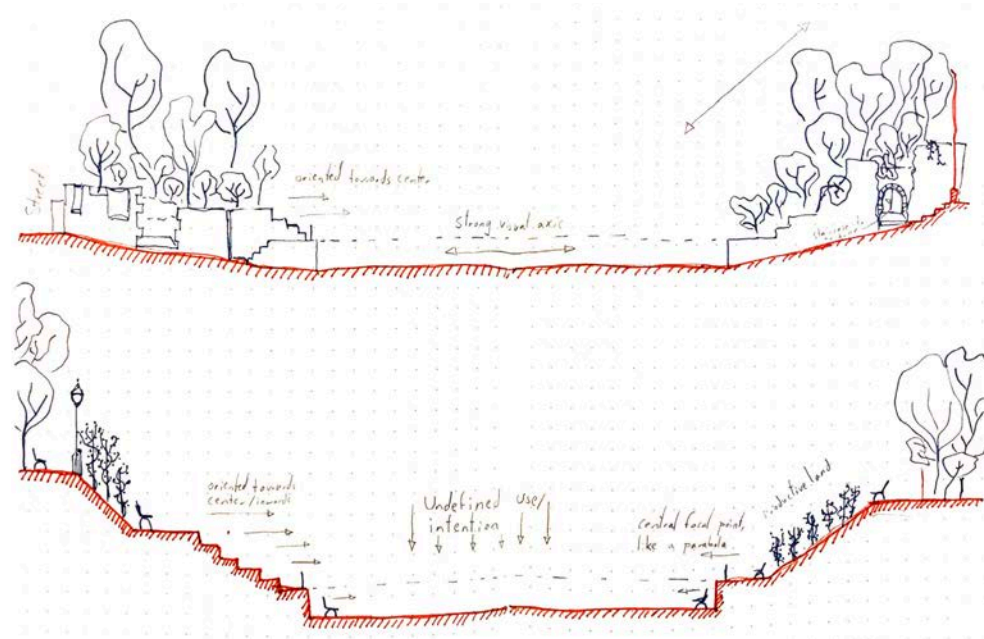 Street
oriented towards center
strong visual axis
oriented towards
center/inwards
Undefined use/
intention
central focal point,
like a parabola.
productive land